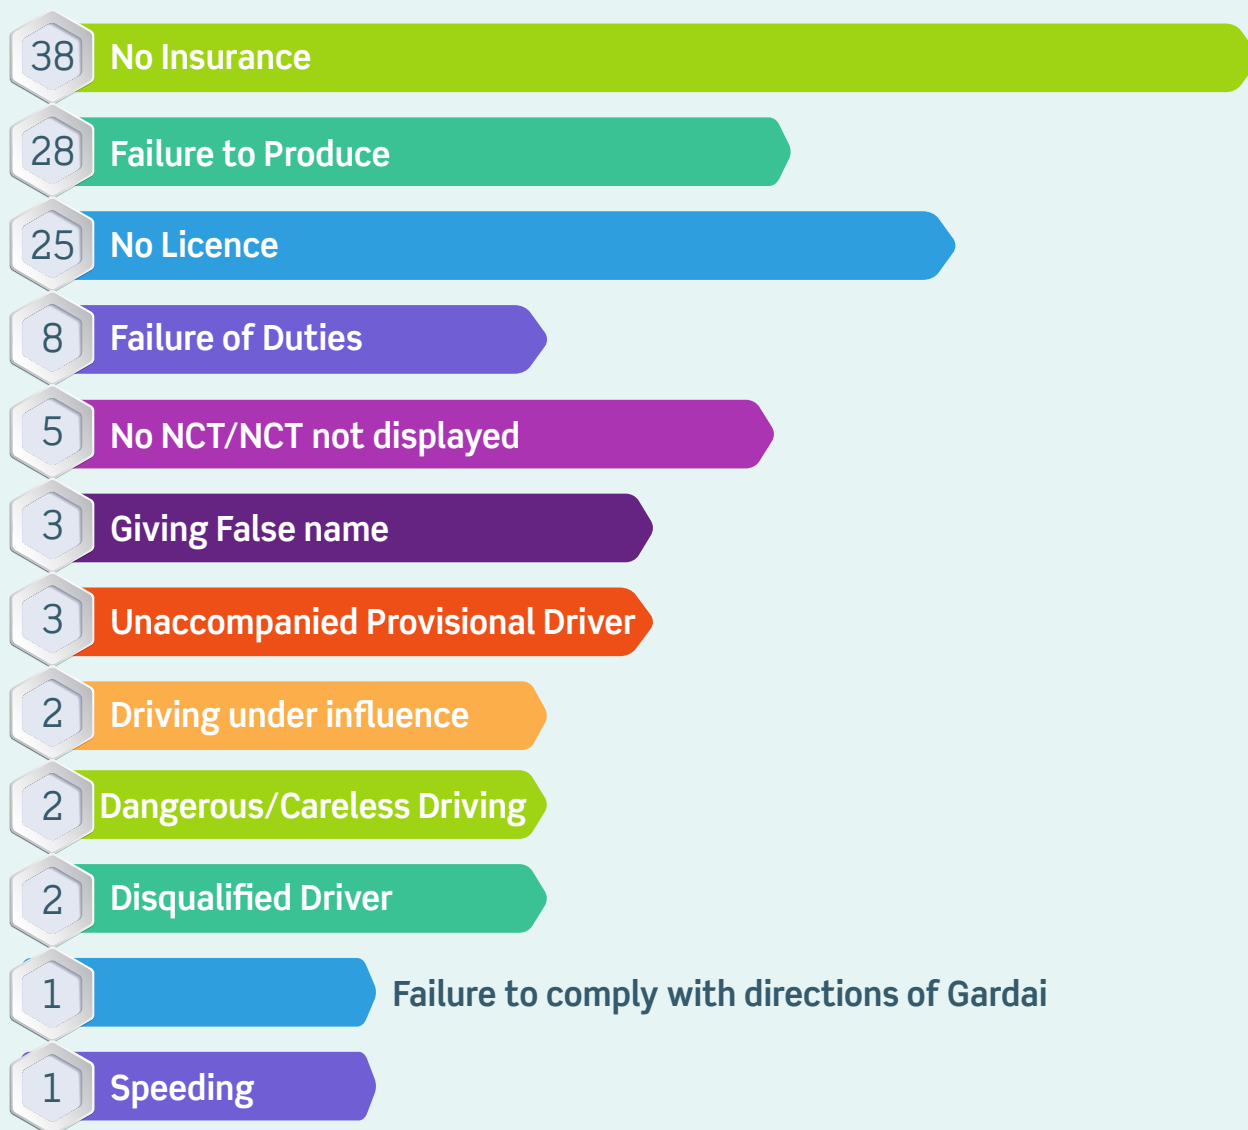 38 No Insurance
28 Failure to Produce
25 No Licence
8 Failure of Duties
5 No NCT/NCT not displayed
3 Giving False name
3 Unaccompanied Provisional Driver
2 Driving under influence
2 Dangerous/Careless Driving
2 Disqualified Driver
1 Failure to comply with directions of Gardai
1 Speeding